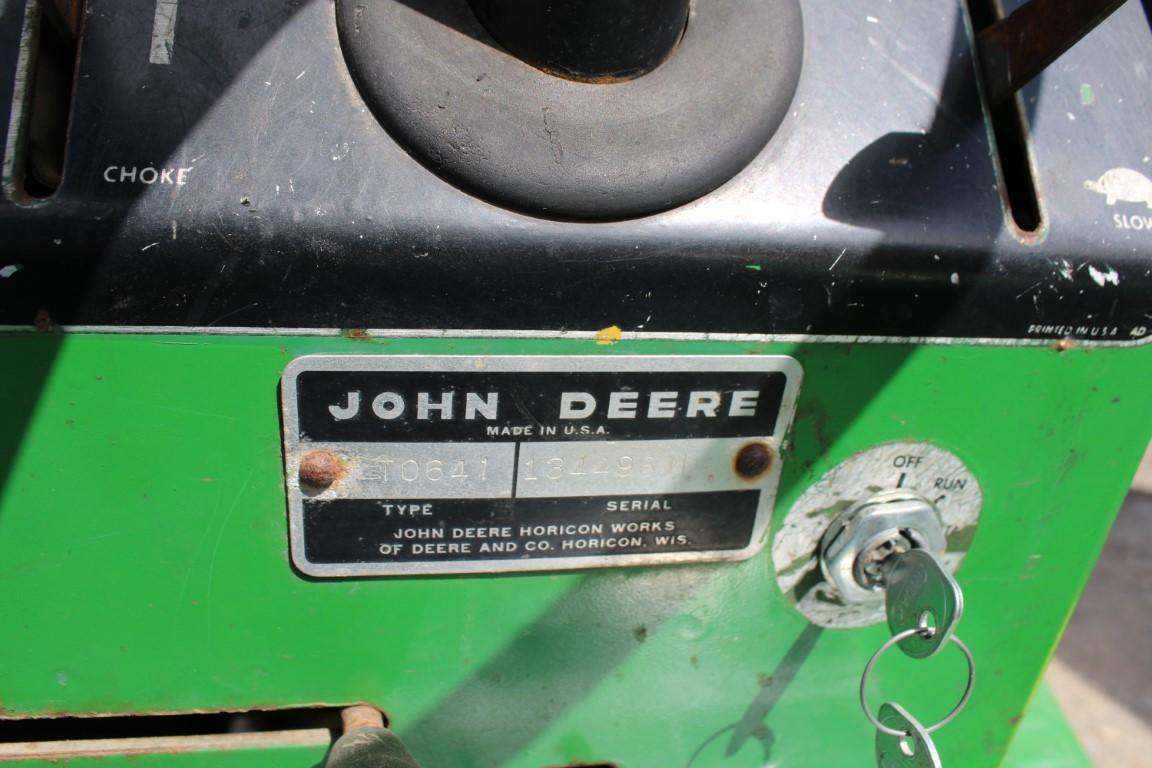 CHOKE
SLOW
PRINTED IN U.S.A. AD
JOHN DEERE
MADE IN U.S.A.
TYPE SERIAL
JOHN DEERE HORICON WORKS
OF DEERE AND CO. HORICON, WIS.
OFF
RUN